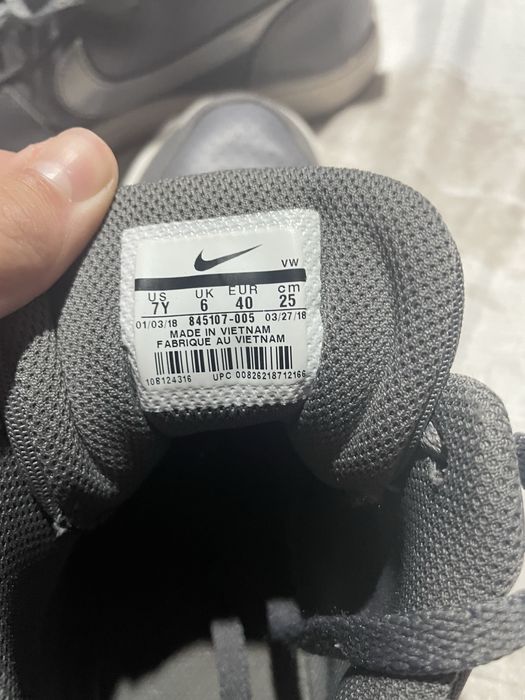 VW
US UK EUR cm
7Y 6 40 25
01/03/18 845107-005 03/27/18
MADE IN VIETNAM
FABRIQUE AU VIETNAM
108124316 UPC 00826218712166